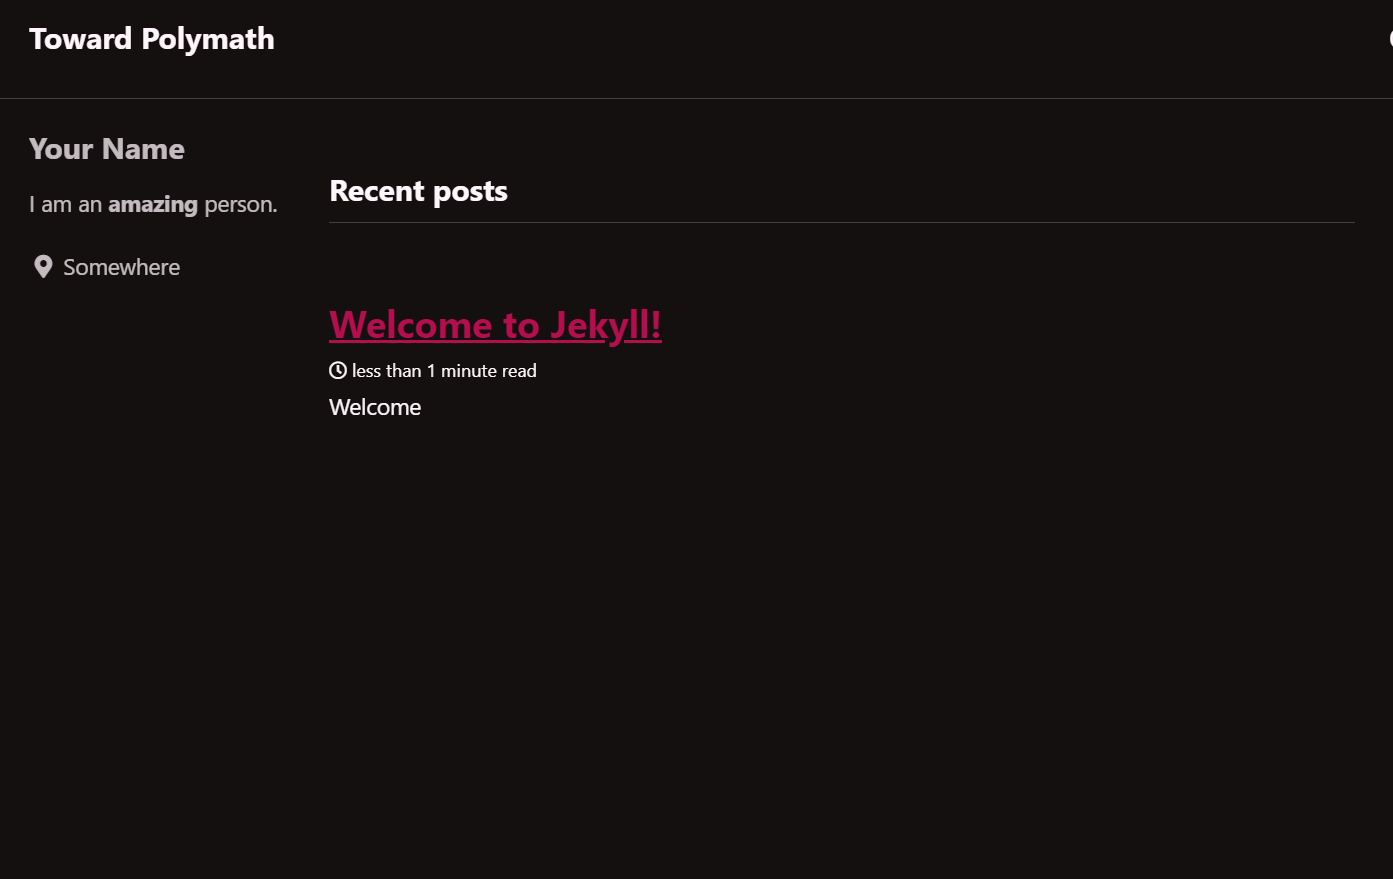 Toward Polymath
Your Name
I am an amazing person.
Somewhere
Recent posts
Welcome to Jekyll!
less than 1 minute read
Welcome